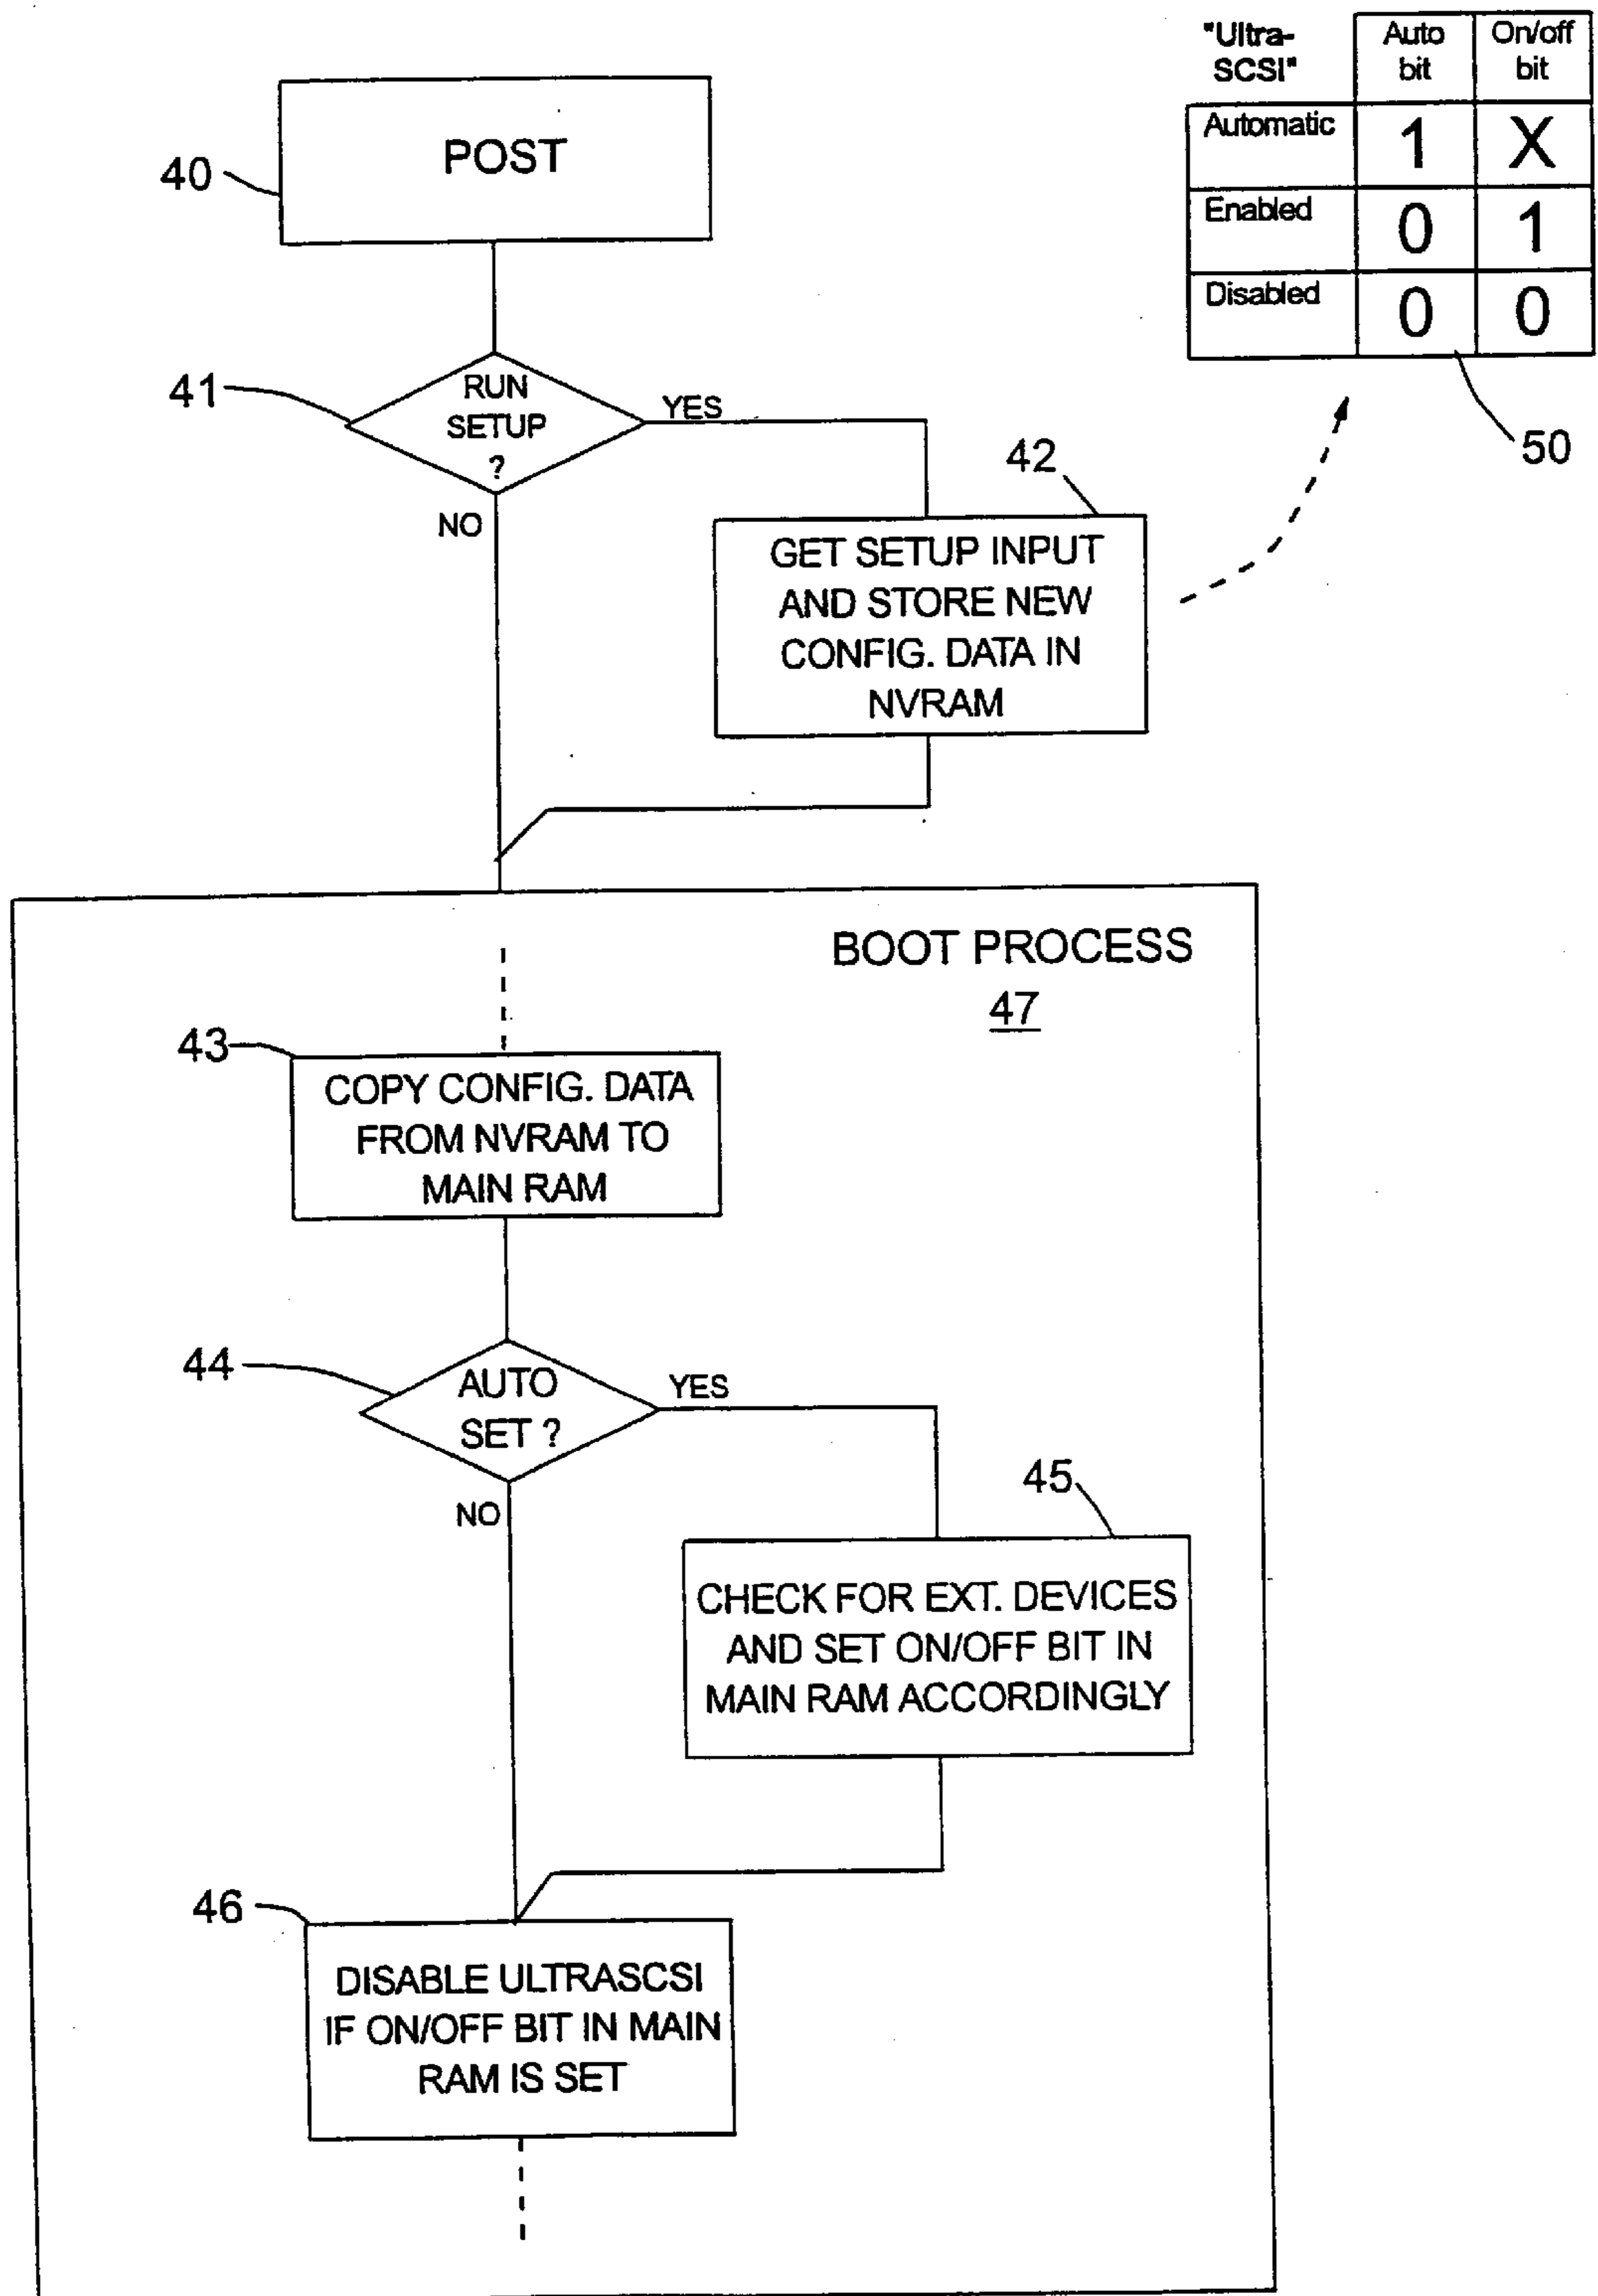 "Ultra-
SCSI"
Auto
bit
On/off
bit
Automatic
1
X
Enabled
0
1
Disabled
0
0
50
POST
40
RUN
SETUP
?
41
YES
NO
42
GET SETUP INPUT
AND STORE NEW
CONFIG. DATA IN
NVRAM
BOOT PROCESS
47
43
COPY CONFIG. DATA
FROM NVRAM TO
MAIN RAM
44
AUTO
SET ?
YES
NO
45
CHECK FOR EXT. DEVICES
AND SET ON/OFF BIT IN
MAIN RAM ACCORDINGLY
46
DISABLE ULTRASCSI
IF ON/OFF BIT IN MAIN
RAM IS SET